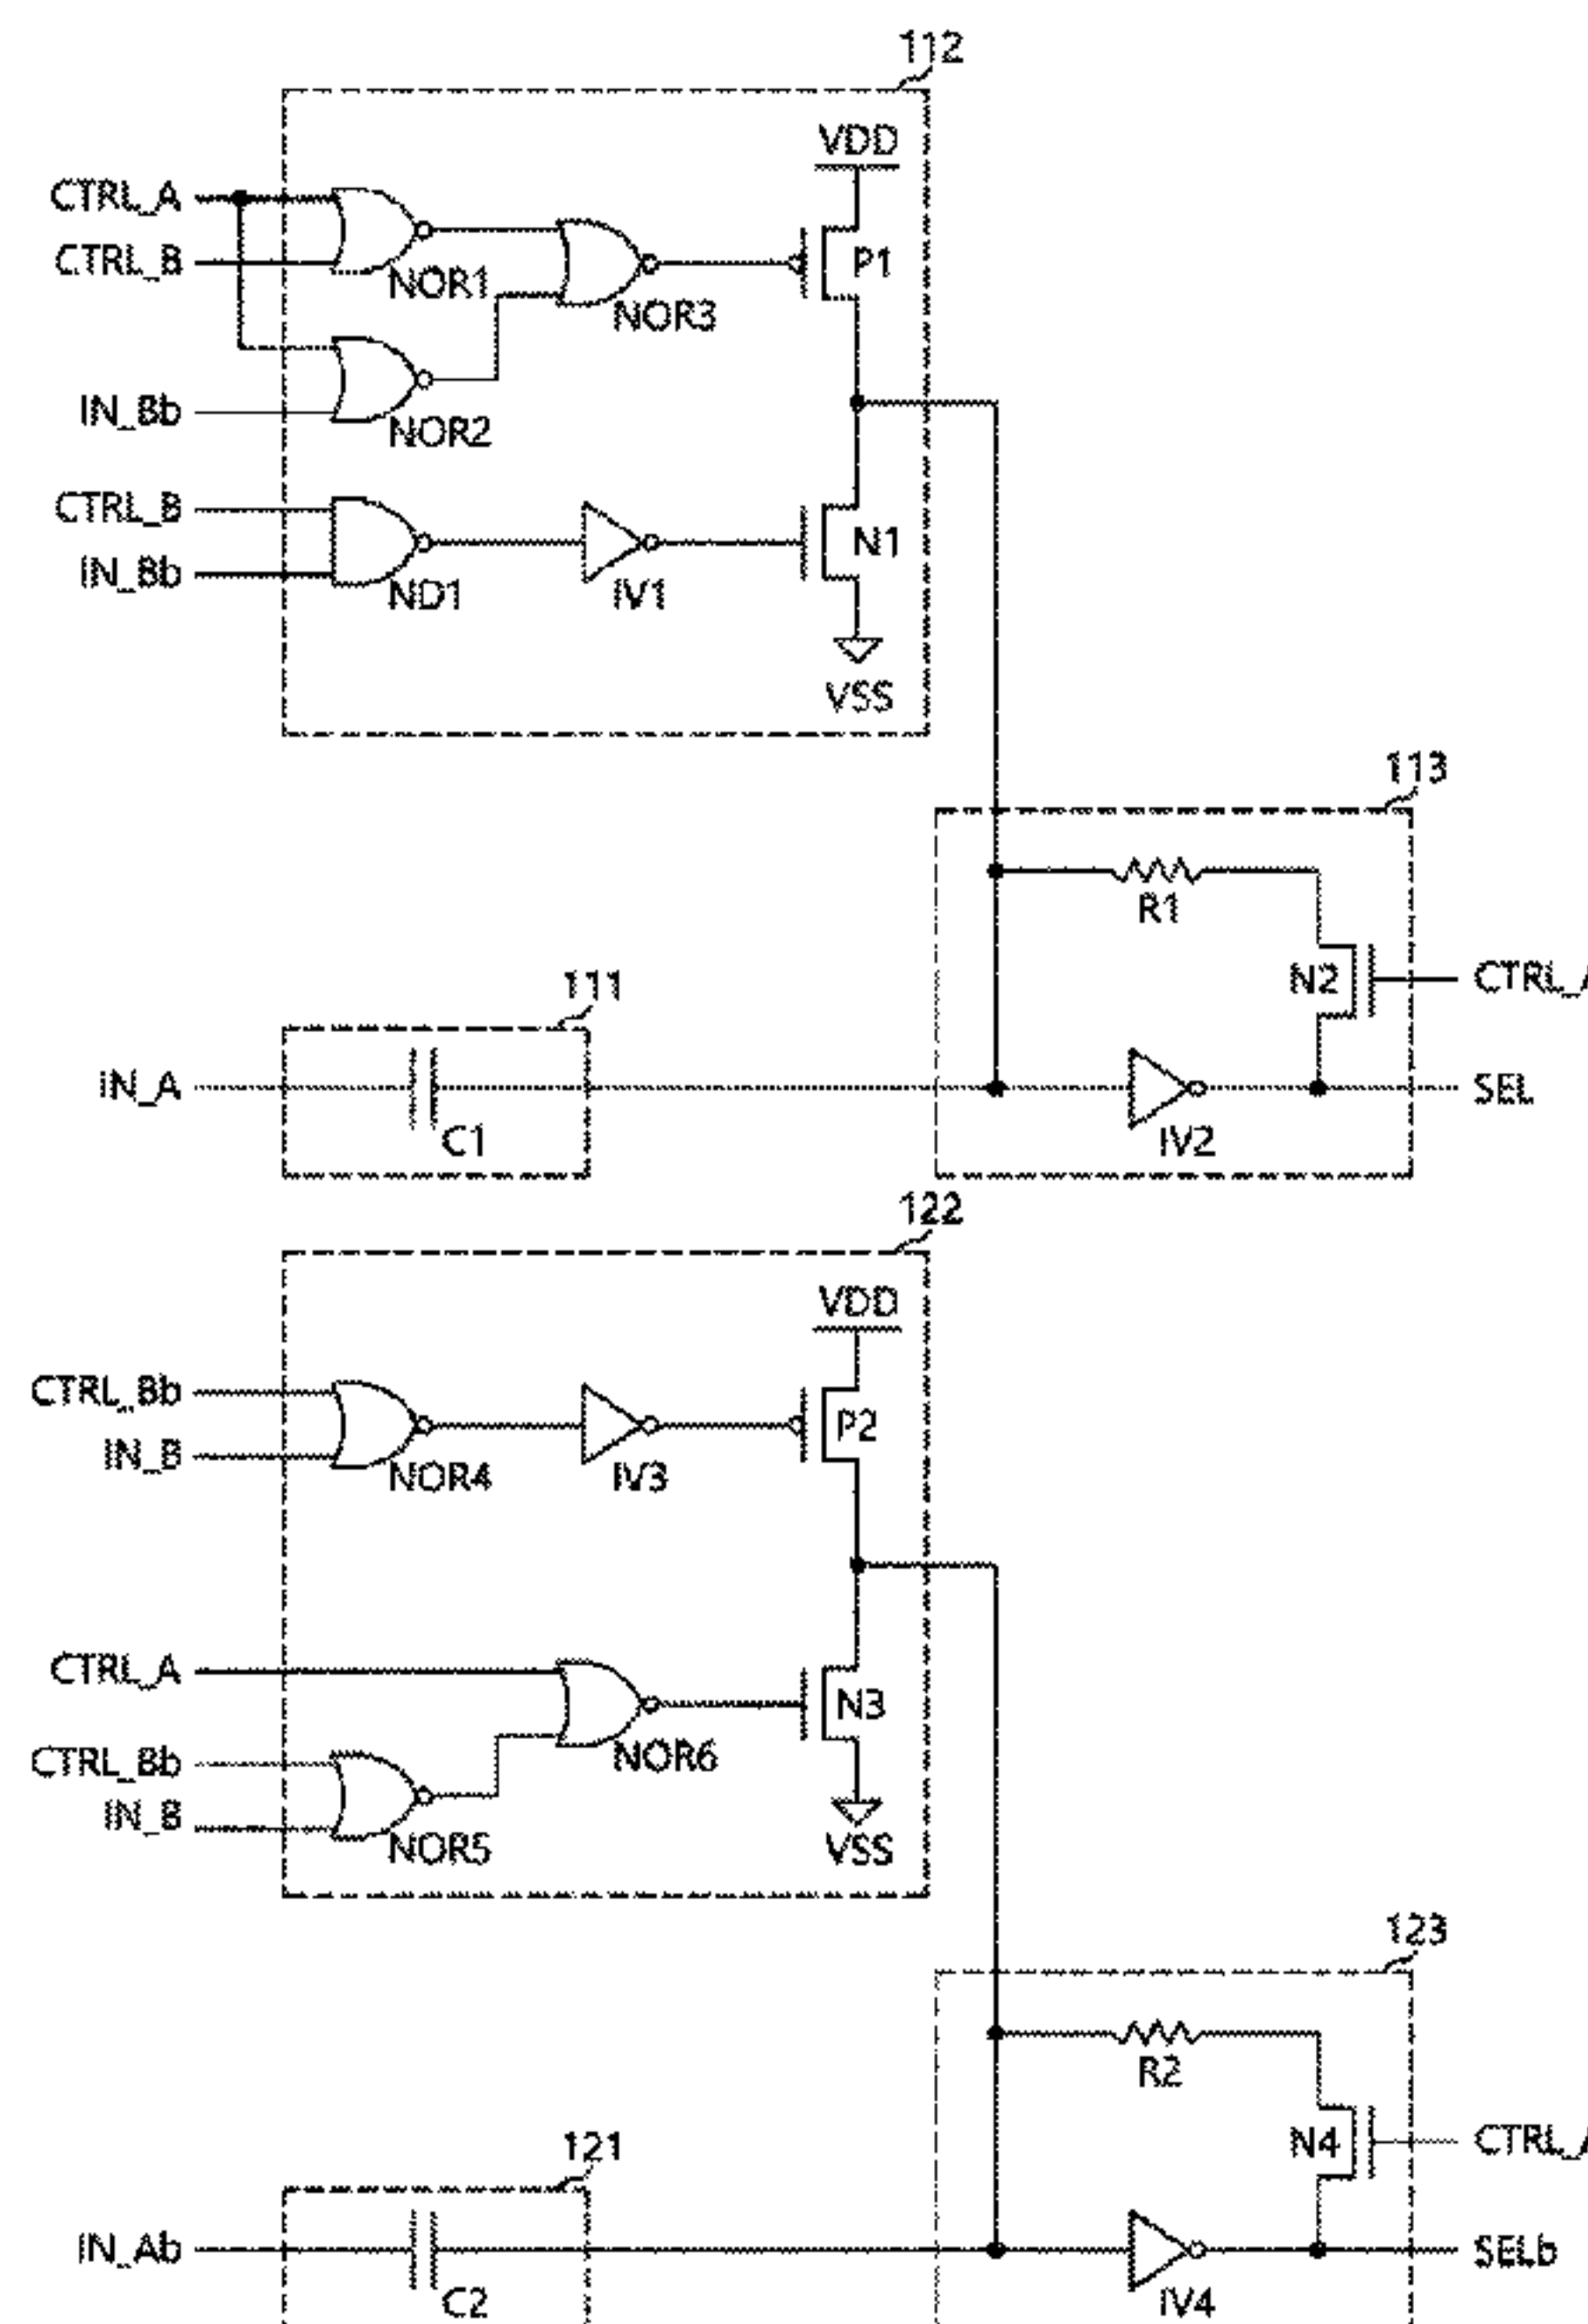 112
VDD
CTRL_A
CTRL_B
P1
NOR1
NOR3
IN_Bb
NOR2
CTRL_B
N1
IN_Bb
ND1
IV1
VSS
113
R1
N2
CTRL_A
111
IN_A
SEL
C1
IV2
122
VDD
CTRL_Bb
P2
IN_B
NOR4
IV3
CTRL_A
N3
CTRL_Bb
NOR6
IN_B
NOR5
VSS
123
R2
N4
CTRL_A
121
IN_Ab
SELb
C2
IV4